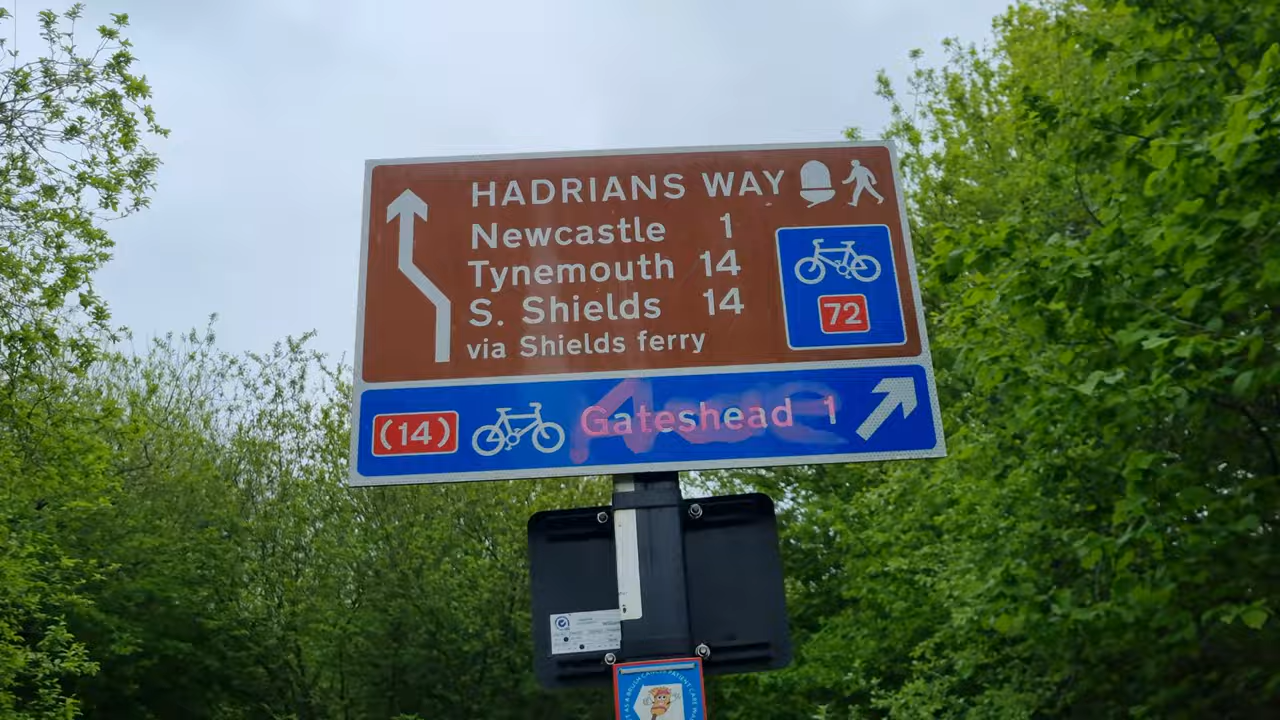 HADRIANS WAY
Newcastle 1
Tynemouth 14
S. Shields 14
via Shields ferry
72
(14) Gateshead 1